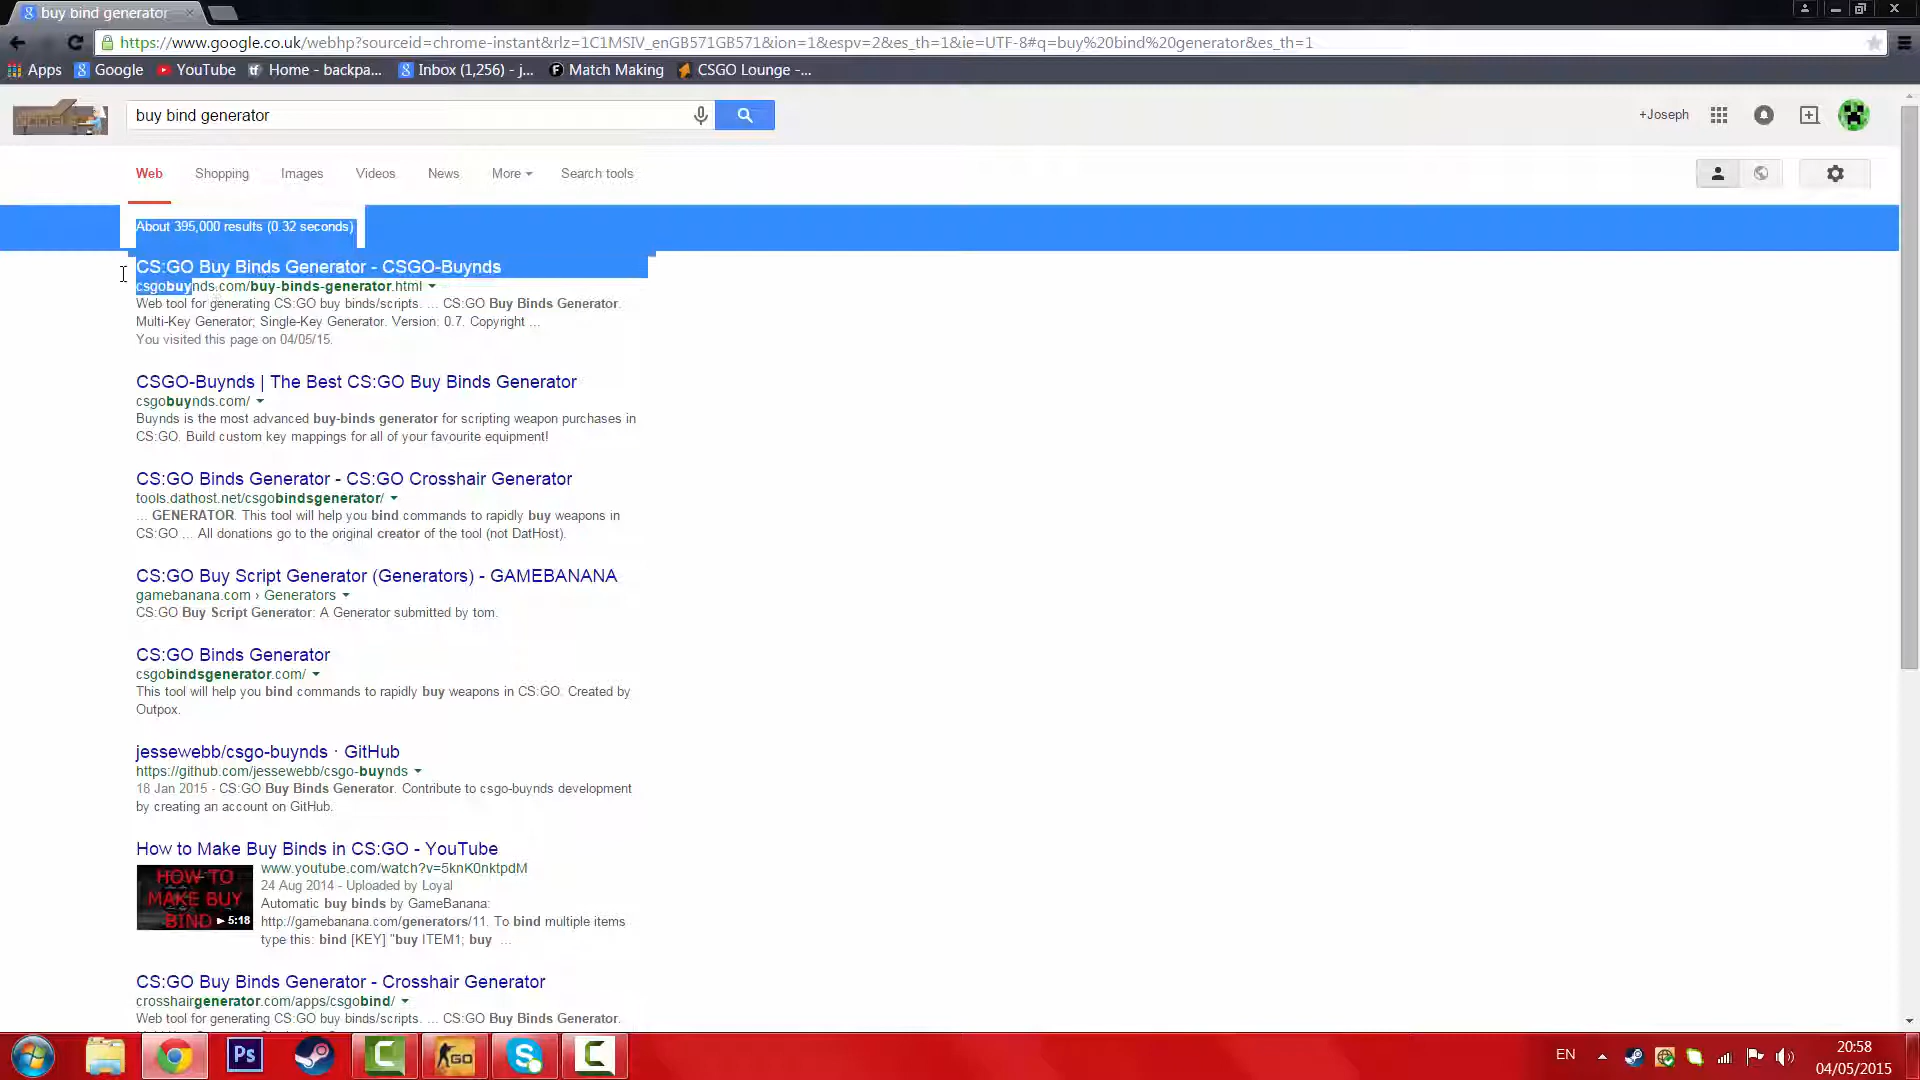 buy bind generator
https://www.google.co.uk/webhp?sourceid=chrome-instant&rlz=1C1MSIV_enGB571GB571&ion=1&espv=2&es_th=1&ie=UTF-8#q=buy%20bind%20generator&es_th=1
Apps Google YouTube Home - backpa... Inbox (1,256) - j... Match Making CSGO Lounge -...
buy bind generator
+Joseph
Web Shopping Images Videos News More Search tools
About 395,000 results (0.32 seconds)
CS:GO Buy Binds Generator - CSGO-Buynds
csgobuynds.com/buy-binds-generator.html
Web tool for generating CS:GO buy binds/scripts. ... CS:GO Buy Binds Generator.
Multi-Key Generator; Single-Key Generator. Version: 0.7. Copyright ...
You visited this page on 04/05/15.
CSGO-Buynds | The Best CS:GO Buy Binds Generator
csgobuynds.com/
Buynds is the most advanced buy-binds generator for scripting weapon purchases in
CS:GO. Build custom key mappings for all of your favourite equipment!
CS:GO Binds Generator - CS:GO Crosshair Generator
tools.dathost.net/csgobindsgenerator/
... GENERATOR. This tool will help you bind commands to rapidly buy weapons in
CS:GO ... All donations go to the original creator of the tool (not DatHost).
CS:GO Buy Script Generator (Generators) - GAMEBANANA
gamebanana.com › Generators
CS:GO Buy Script Generator: A Generator submitted by tom.
CS:GO Binds Generator
csgobindsgenerator.com/
This tool will help you bind commands to rapidly buy weapons in CS:GO. Created by
Outpox.
jessewebb/csgo-buynds · GitHub
https://github.com/jessewebb/csgo-buynds
18 Jan 2015 - CS:GO Buy Binds Generator. Contribute to csgo-buynds development
by creating an account on GitHub.
How to Make Buy Binds in CS:GO - YouTube
HOW TO
MAKE BUY
BIND
5:18
www.youtube.com/watch?v=5knK0nktpdM
24 Aug 2014 - Uploaded by Loyal
Automatic buy binds by GameBanana:
http://gamebanana.com/generators/11. To bind multiple items
type this: bind [KEY] "buy ITEM1; buy ...
CS:GO Buy Binds Generator - Crosshair Generator
crosshairgenerator.com/apps/csgobind/
Web tool for generating CS:GO buy binds/scripts. ... CS:GO Buy Binds Generator.
Ps
GO
EN
20:58
04/05/2015